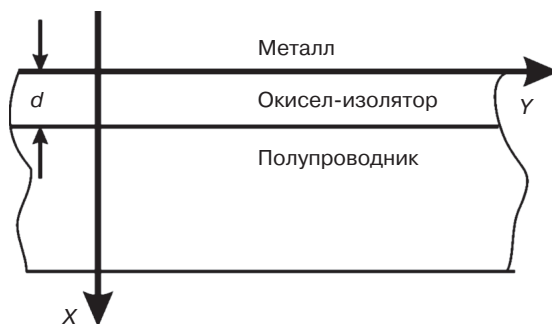 Металл
d
Окисел-изолятор
Y
Полупроводник
X